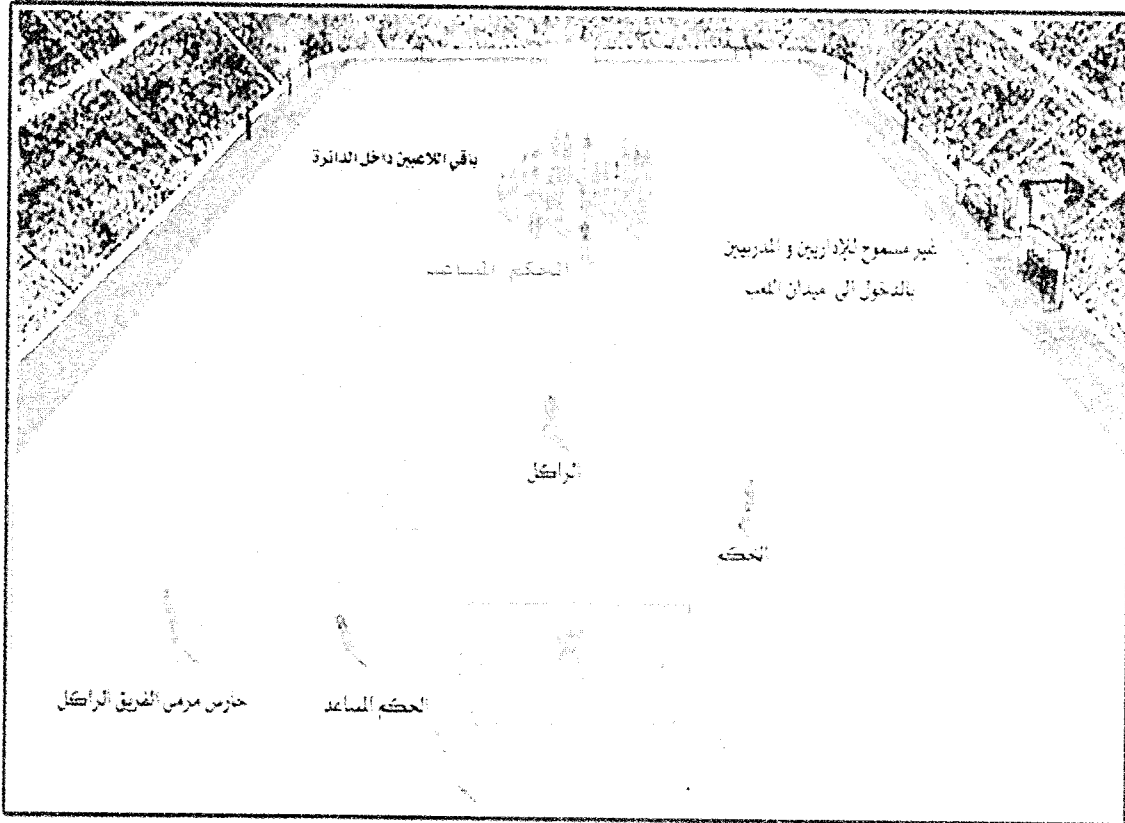 باقي اللاعبين داخل الدائرة
غير مسموح للإداريين و المدربين
بالدخول الى ميدان اللعب
الحكم المساعد
الراكل
الحكم
حارس مرمى الفريق الراكل
الحكم المساعد